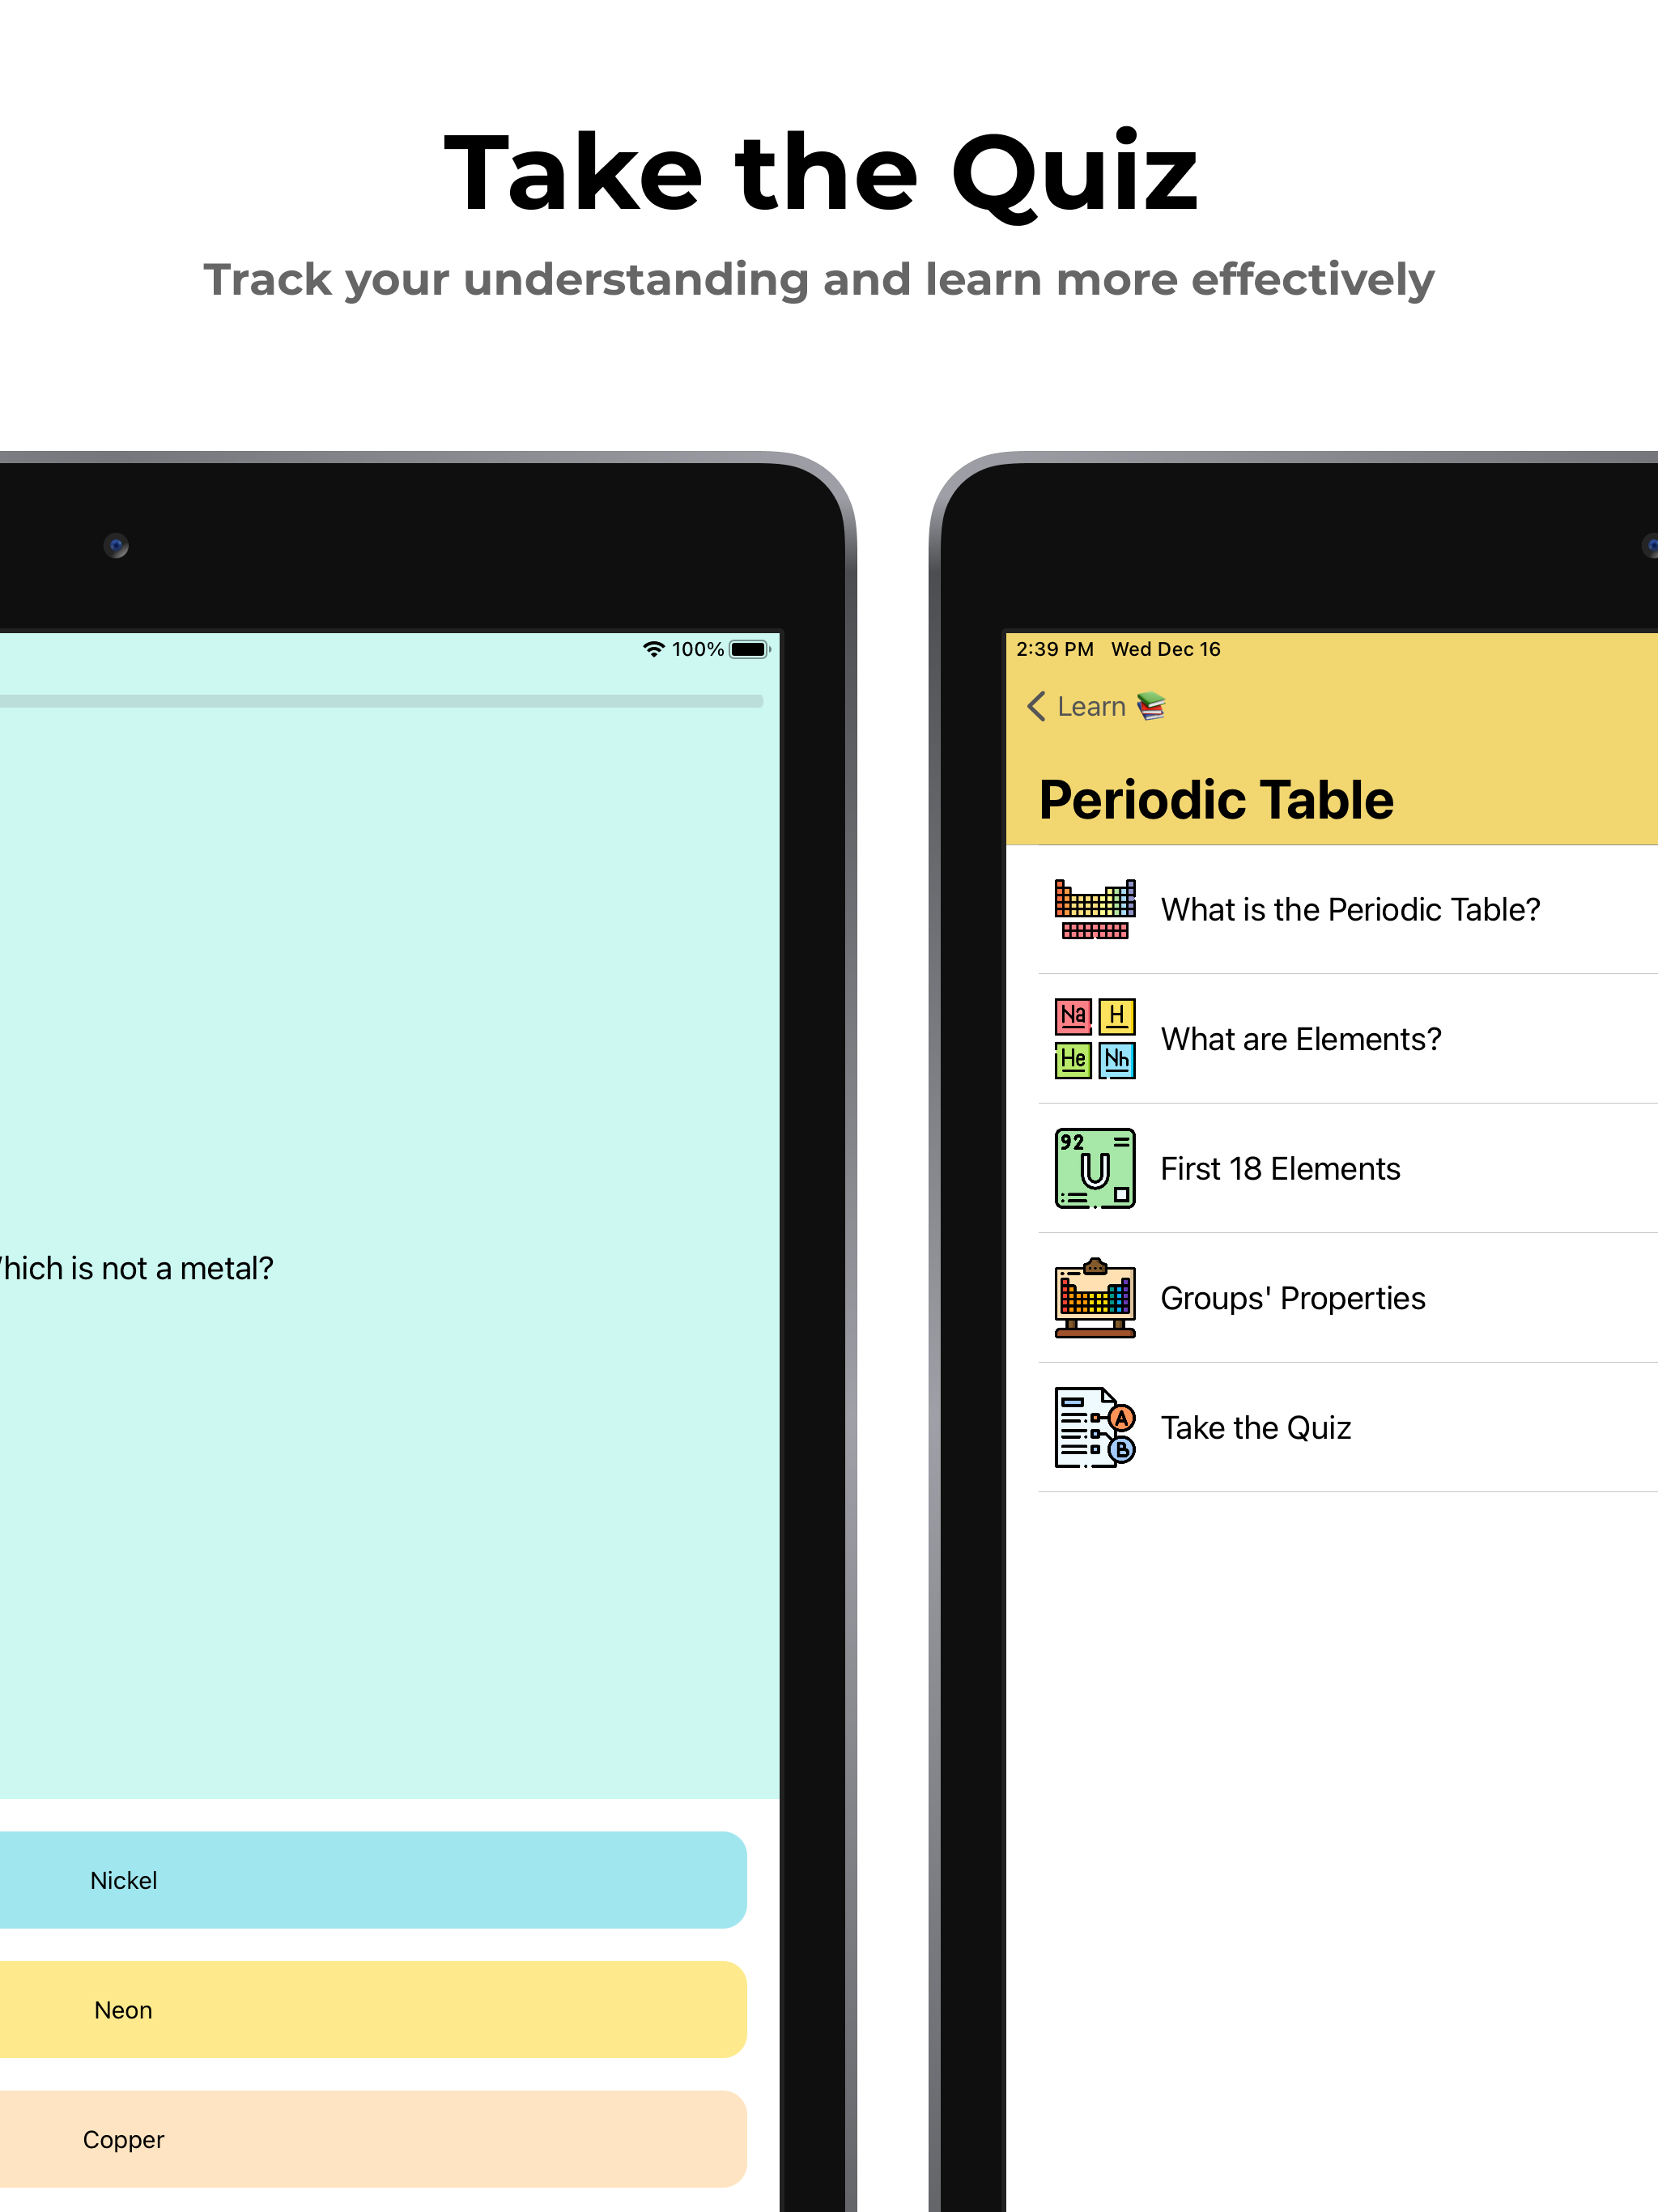 Take the Quiz
Track your understanding and learn more effectively
100%
hich is not a metal?
Nickel
Neon
Copper
2:39 PM Wed Dec 16
Learn
Periodic Table
What is the Periodic Table?
Na H
He Nh
What are Elements?
92
U
First 18 Elements
Groups' Properties
A
B
Take the Quiz